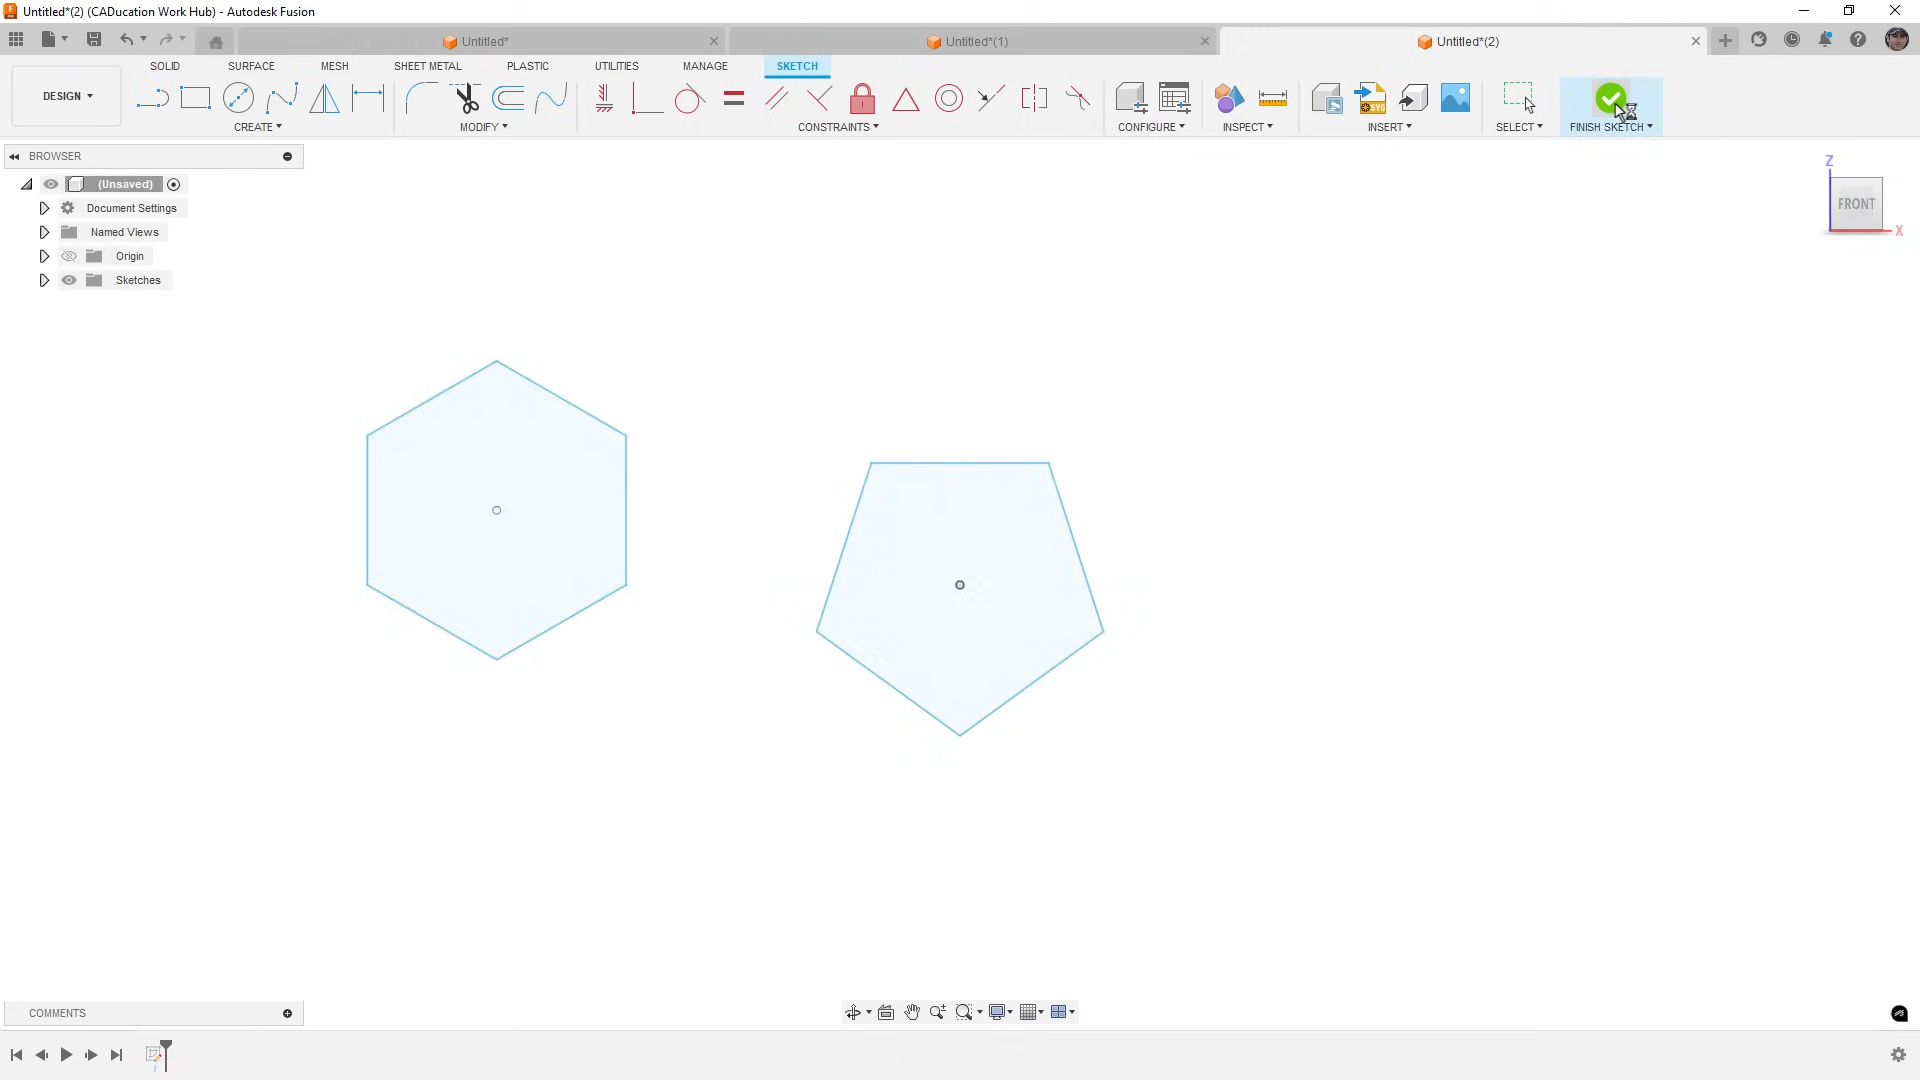 Untitled*(2) (CADucation Work Hub) - Autodesk Fusion
Untitled*
Untitled*(1)
Untitled*(2)
SOLID SURFACE MESH SHEET METAL PLASTIC UTILITIES MANAGE SKETCH
DESIGN
SVG
CREATE MODIFY CONSTRAINTS CONFIGURE INSPECT INSERT SELECT FINISH SKETCH
BROWSER
(Unsaved)
Document Settings
Named Views
Origin
Sketches
Z
FRONT
X
COMMENTS